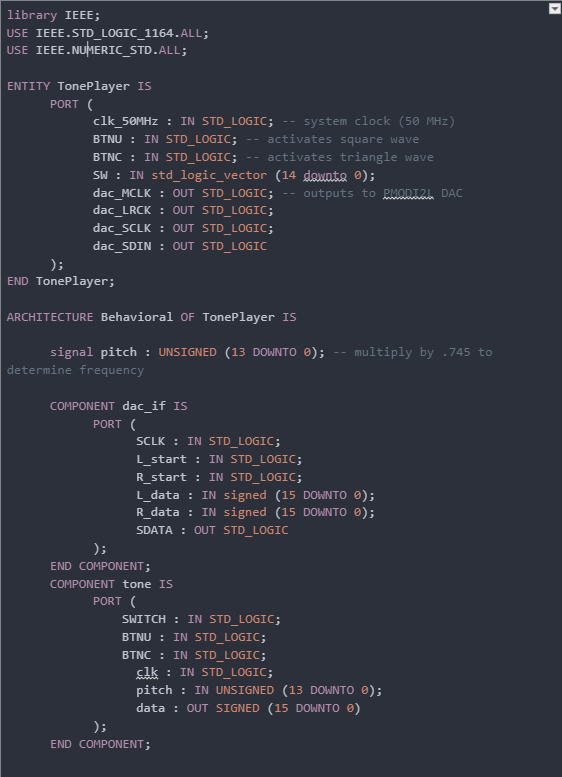 library IEEE;
USE IEEE.STD_LOGIC_1164.ALL;
USE IEEE.NUMERIC_STD.ALL;

ENTITY TonePlayer IS
      PORT (
            clk_50MHz : IN STD_LOGIC; -- system clock (50 MHz)
            BTNU : IN STD_LOGIC; -- activates square wave
            BTNC : IN STD_LOGIC; -- activates triangle wave
            SW : IN std_logic_vector (14 downto 0);
            dac_MCLK : OUT STD_LOGIC; -- outputs to PMODI2L DAC
            dac_LRCK : OUT STD_LOGIC;
            dac_SCLK : OUT STD_LOGIC;
            dac_SDIN : OUT STD_LOGIC
      );
END TonePlayer;

ARCHITECTURE Behavioral OF TonePlayer IS

      signal pitch : UNSIGNED (13 DOWNTO 0); -- multiply by .745 to
determine frequency

      COMPONENT dac_if IS
            PORT (
                  SCLK : IN STD_LOGIC;
                  L_start : IN STD_LOGIC;
                  R_start : IN STD_LOGIC;
                  L_data : IN signed (15 DOWNTO 0);
                  R_data : IN signed (15 DOWNTO 0);
                  SDATA : OUT STD_LOGIC
            );
      END COMPONENT;
      COMPONENT tone IS
            PORT (
                SWITCH : IN STD_LOGIC;
                BTNU : IN STD_LOGIC;
                BTNC : IN STD_LOGIC;
                  clk : IN STD_LOGIC;
                  pitch : IN UNSIGNED (13 DOWNTO 0);
                  data : OUT SIGNED (15 DOWNTO 0)
            );
      END COMPONENT;